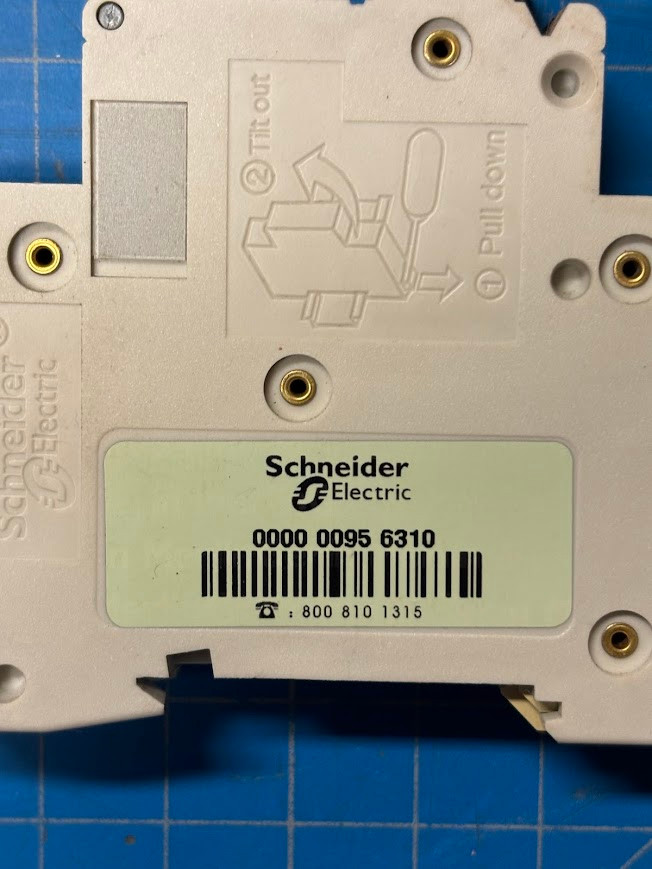 ② Tilt out
① Pull down
Schneider
Electric
Schneider
Electric
0000 0095 6310
☎ : 800 810 1315